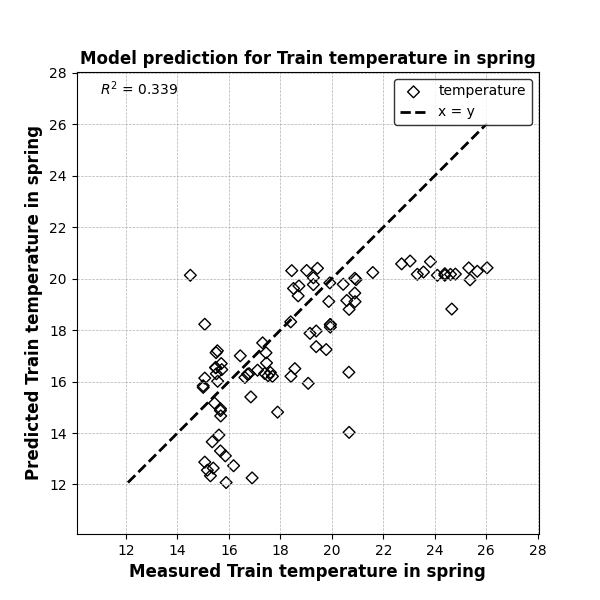 Model prediction for Train temperature in spring
R² = 0.339
temperature
x = y
28
26
24
22
20
18
16
14
12
Predicted Train temperature in spring
12 14 16 18 20 22 24 26 28
Measured Train temperature in spring